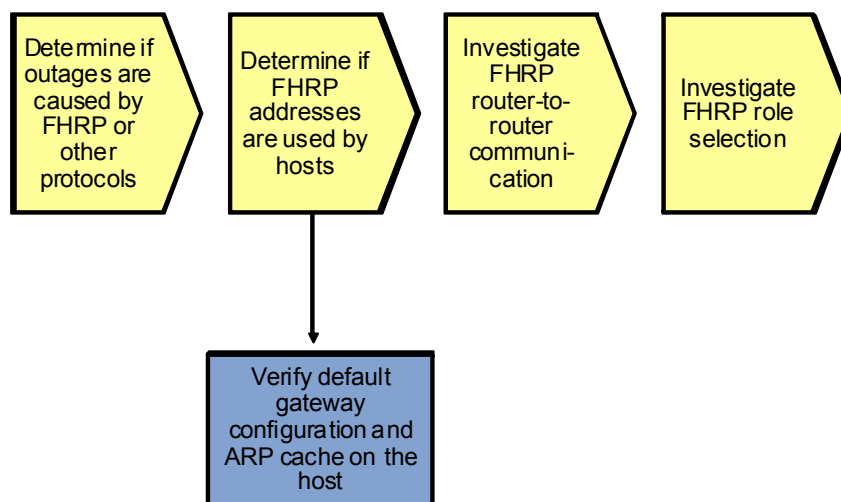 Determine if
outages are
caused by
FHRP or
other
protocols
Determine if
FHRP
addresses
are used by
hosts
Investigate
FHRP
router-to-
router
communi-
cation
Investigate
FHRP role
selection
Verify default
gateway
configuration and
ARP cache on the
host